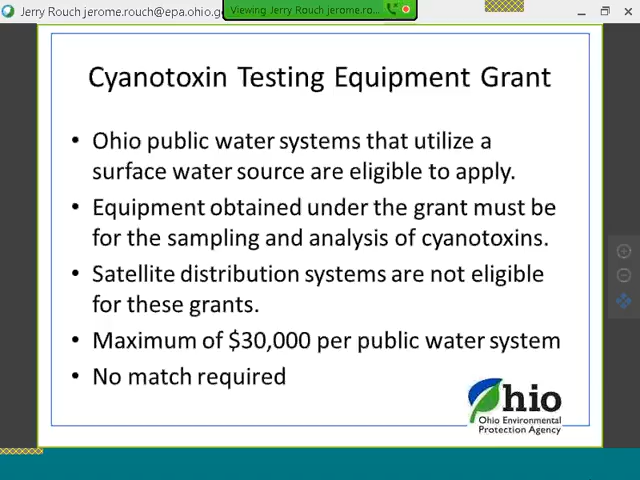 Jerry Rouch jerome.rouch@epa.ohio.g
Viewing Jerry Rouch jerome.ro...
Cyanotoxin Testing Equipment Grant
• Ohio public water systems that utilize a
surface water source are eligible to apply.
• Equipment obtained under the grant must be
for the sampling and analysis of cyanotoxins.
• Satellite distribution systems are not eligible
for these grants.
• Maximum of $30,000 per public water system
• No match required
Ohio
Ohio Environmental
Protection Agency